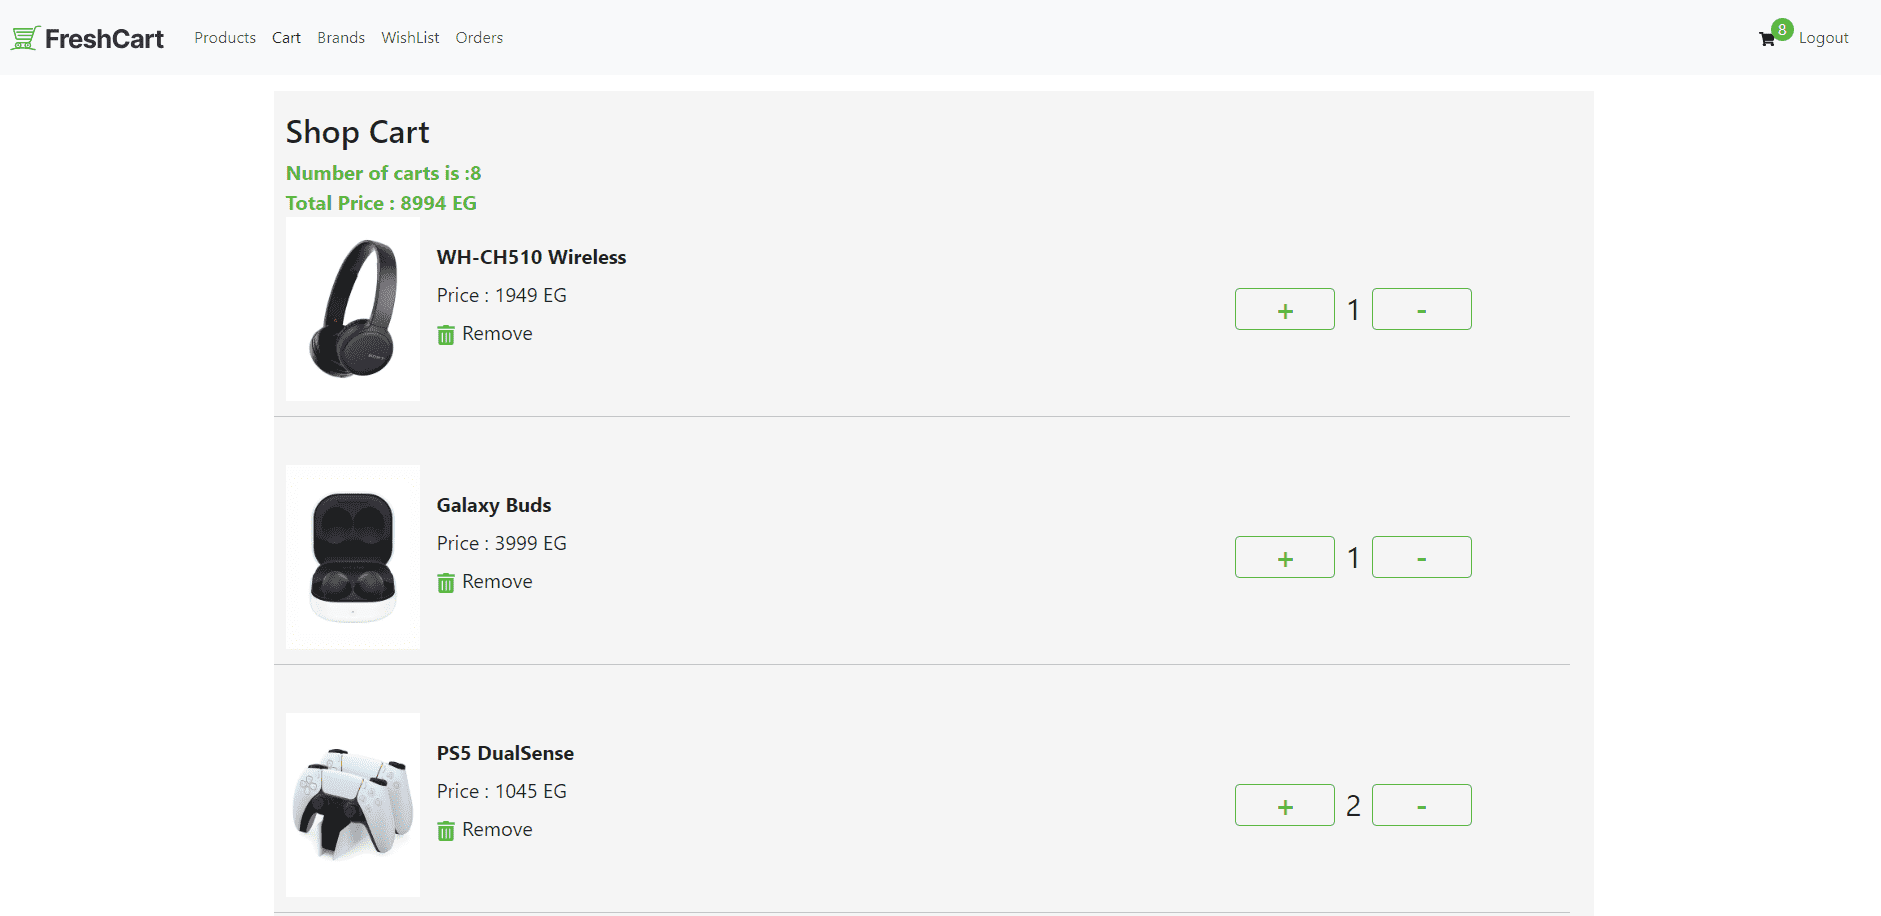 FreshCart Products Cart Brands WishList Orders 8 Logout
Shop Cart
Number of carts is :8
Total Price : 8994 EG
WH-CH510 Wireless
Price : 1949 EG
Remove
+ 1 -
SONY
Galaxy Buds
Price : 3999 EG
Remove
+ 1 -
PS5 DualSense
Price : 1045 EG
Remove
+ 2 -